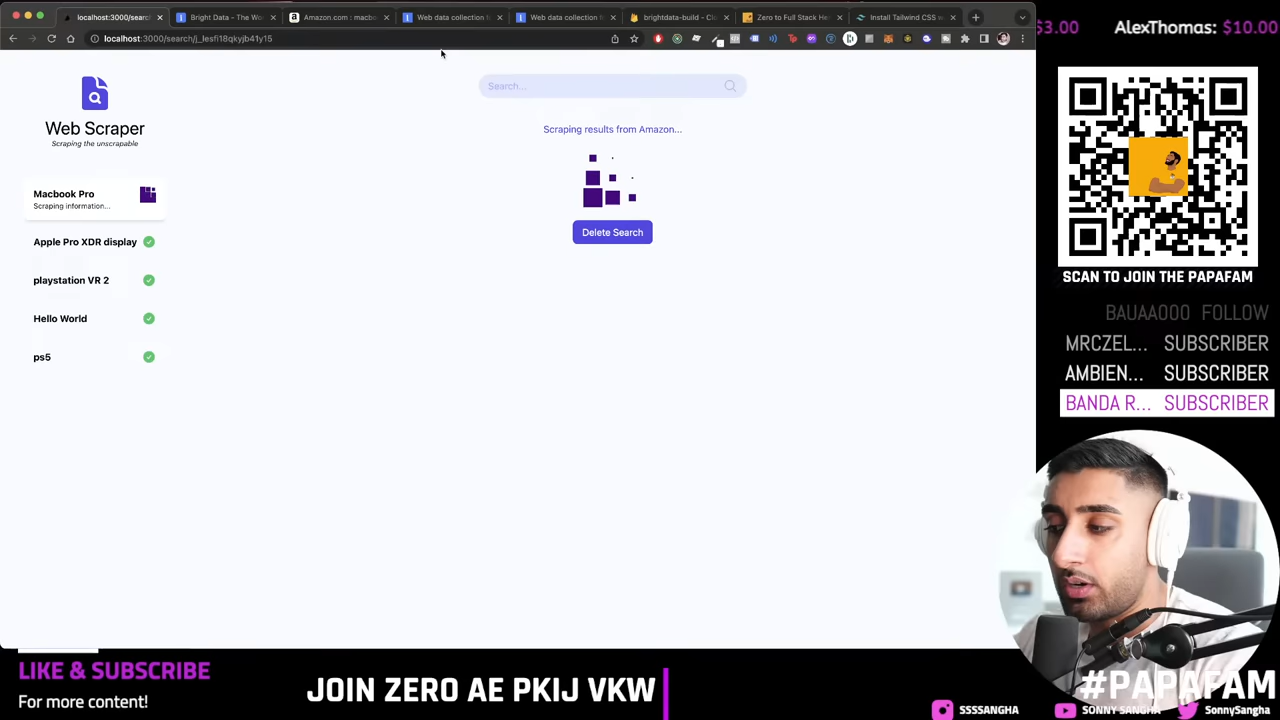 localhost:3000/searc
Bright Data - The Wo
Amazon.com : macb
Web data collection
Web data collection
brightdata-build - Cl
Zero to Full Stack He
Install Tailwind CSS w
localhost:3000/search/j_lesfi18qkyjb41y15
Web Scraper
Scraping the unscrapable
Macbook Pro
Scraping information...
Apple Pro XDR display
playstation VR 2
Hello World
ps5
Search...
Scraping results from Amazon...
Delete Search
$3.00
AlexThomas: $10.00
SCAN TO JOIN THE PAPAFAM
BAUAA000 FOLLOW
MRCZEL... SUBSCRIBER
AMBIEN... SUBSCRIBER
BANDA R... SUBSCRIBER
LIKE & SUBSCRIBE
For more content!
JOIN ZERO AE PKIJ VKW
#PAPAFAM
SSSSANGHA
SONNY SANGHA
SonnySangha